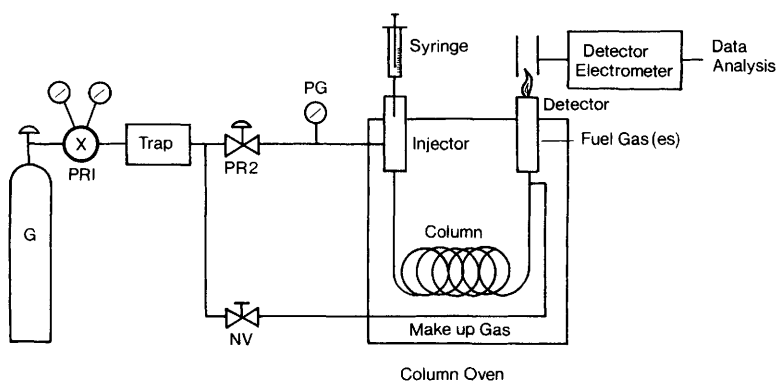 Syringe
Detector
Electrometer
Data
Analysis
PG
Detector
PR1
Trap
PR2
Injector
Fuel Gas (es)
G
Column
NV
Make up Gas
Column Oven